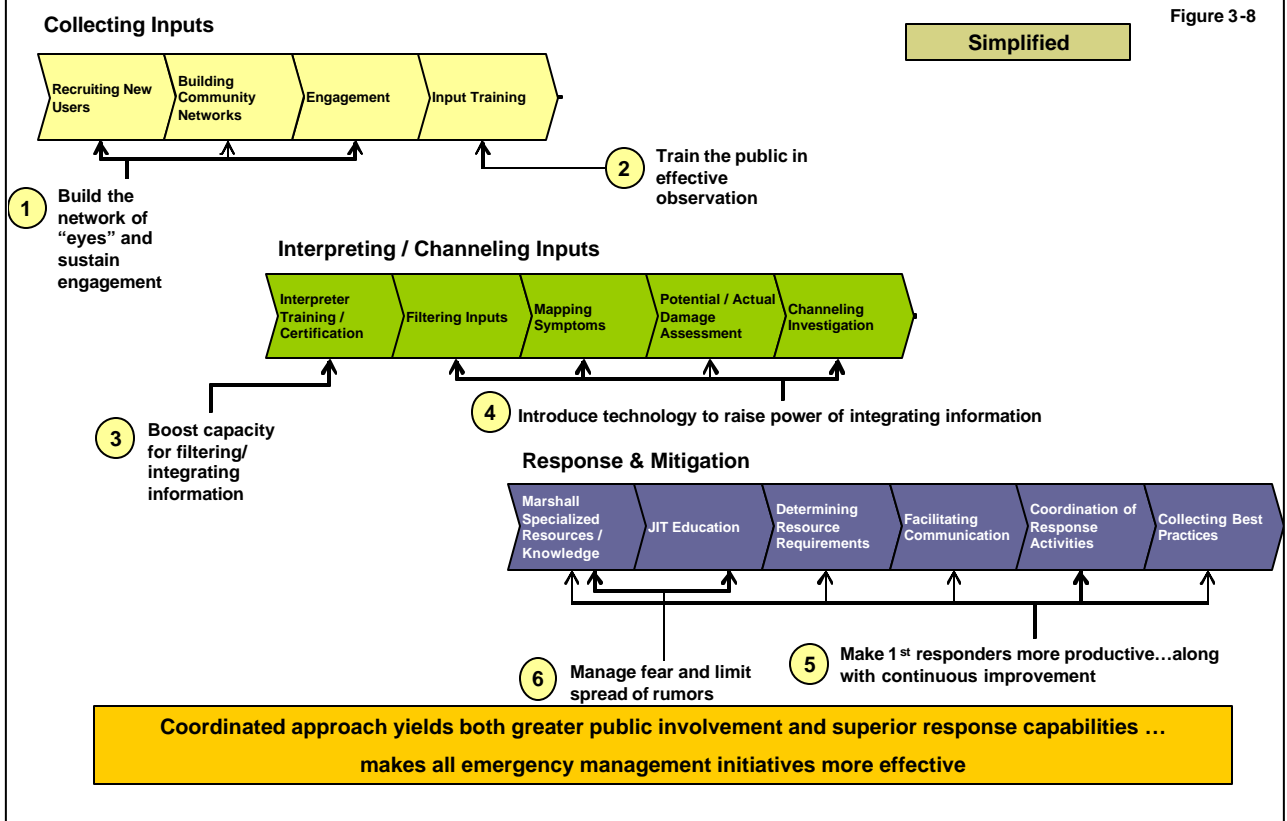 Figure 3-8
Simplified
Collecting Inputs
Recruiting New
Users
Building
Community
Networks
Engagement
Input Training
1
Build the
network of
“eyes” and
sustain
engagement
2
Train the public in
effective
observation
Interpreting / Channeling Inputs
Interpreter
Training /
Certification
Filtering Inputs
Mapping
Symptoms
Potential / Actual
Damage
Assessment
Channeling
Investigation
3
Boost capacity
for filtering/
integrating
information
4
Introduce technology to raise power of integrating information
Response & Mitigation
Marshall
Specialized
Resources /
Knowledge
JIT Education
Determining
Resource
Requirements
Facilitating
Communication
Coordination of
Response
Activities
Collecting Best
Practices
6
Manage fear and limit
spread of rumors
5
Make 1st responders more productive…along
with continuous improvement
Coordinated approach yields both greater public involvement and superior response capabilities …
makes all emergency management initiatives more effective